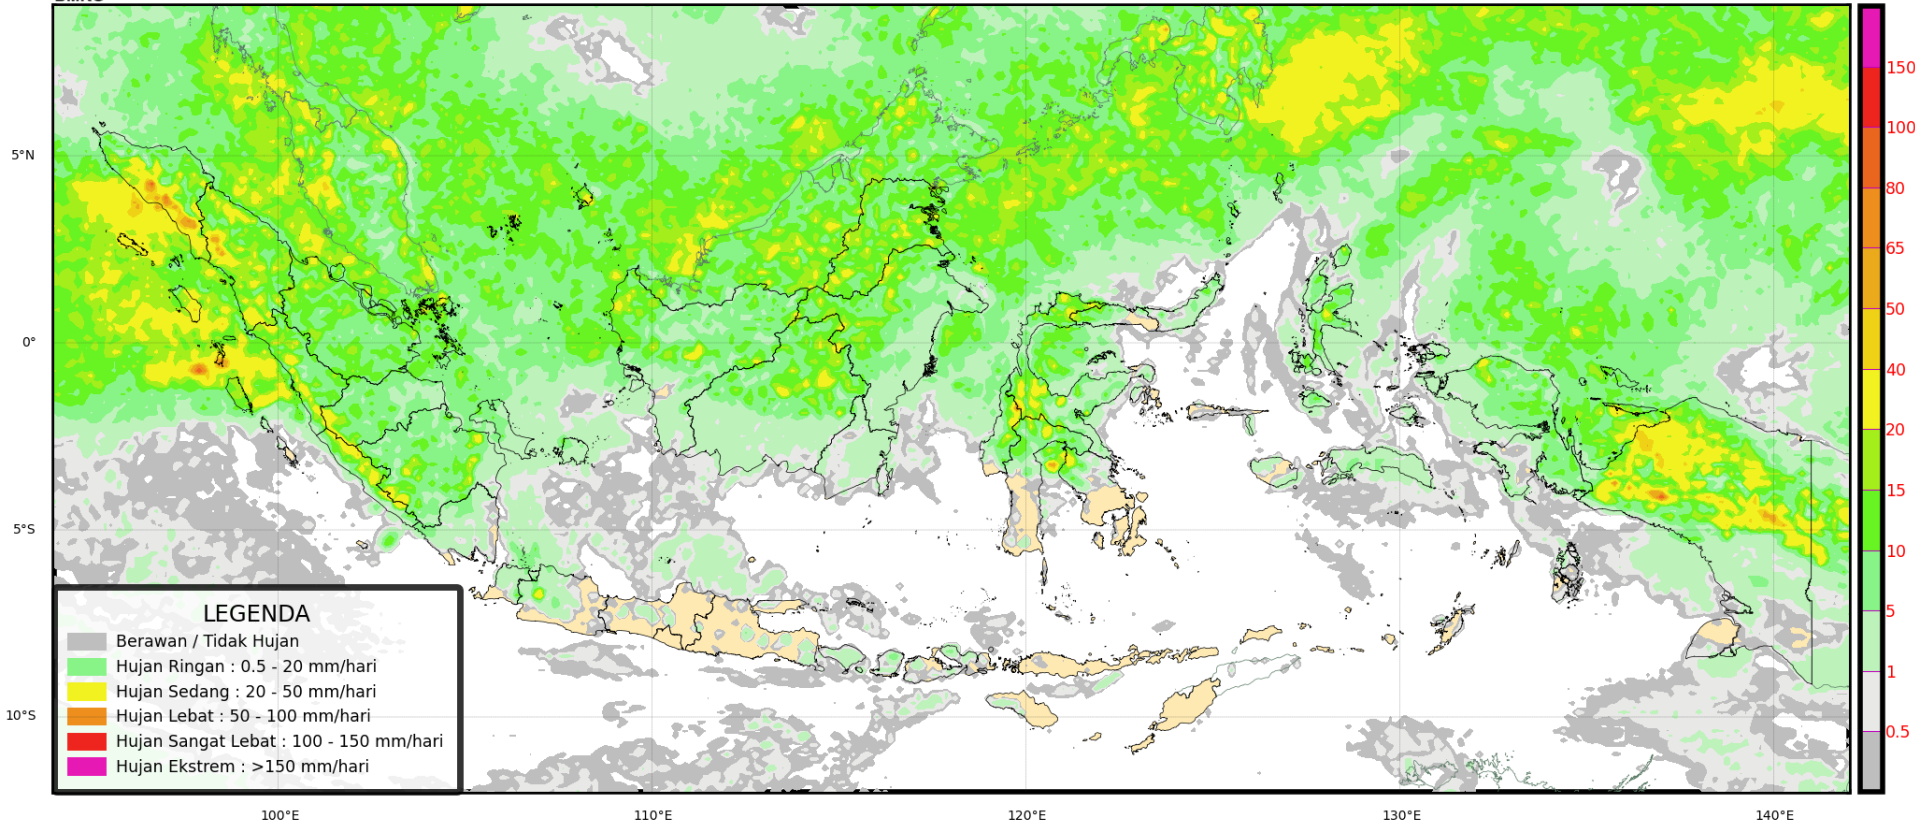 5°N
0°
5°S
10°S
LEGENDA
Berawan / Tidak Hujan
Hujan Ringan : 0.5 - 20 mm/hari
Hujan Sedang : 20 - 50 mm/hari
Hujan Lebat : 50 - 100 mm/hari
Hujan Sangat Lebat : 100 - 150 mm/hari
Hujan Ekstrem : >150 mm/hari
100°E
110°E
120°E
130°E
140°E
150
100
80
65
50
40
20
15
10
5
1
0.5